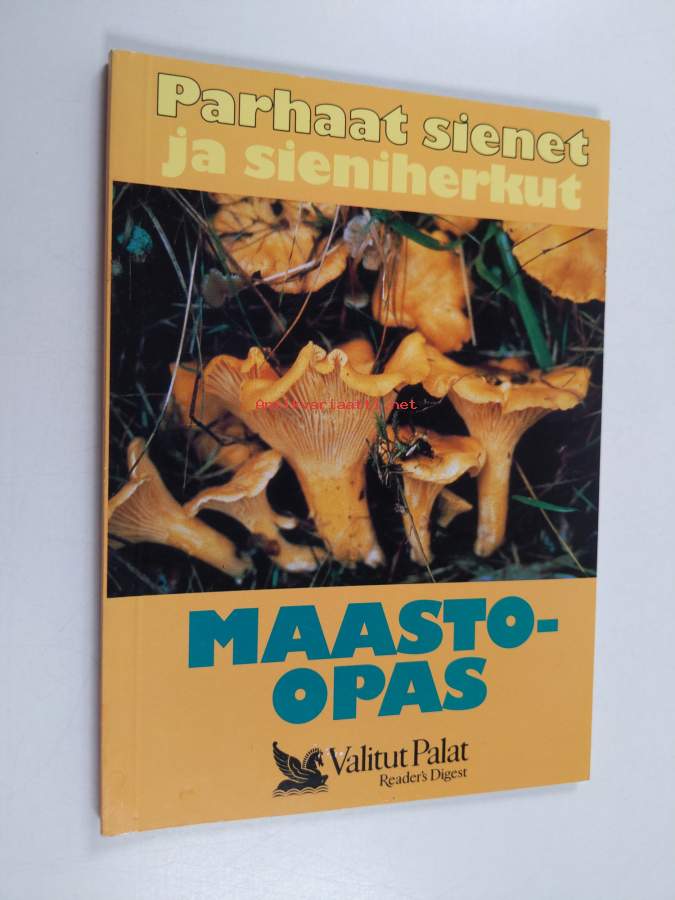 Parhaat sienet
ja sieniherkut
Antikvariaatti.net
MAASTO-
OPAS
Valitut Palat
Reader's Digest